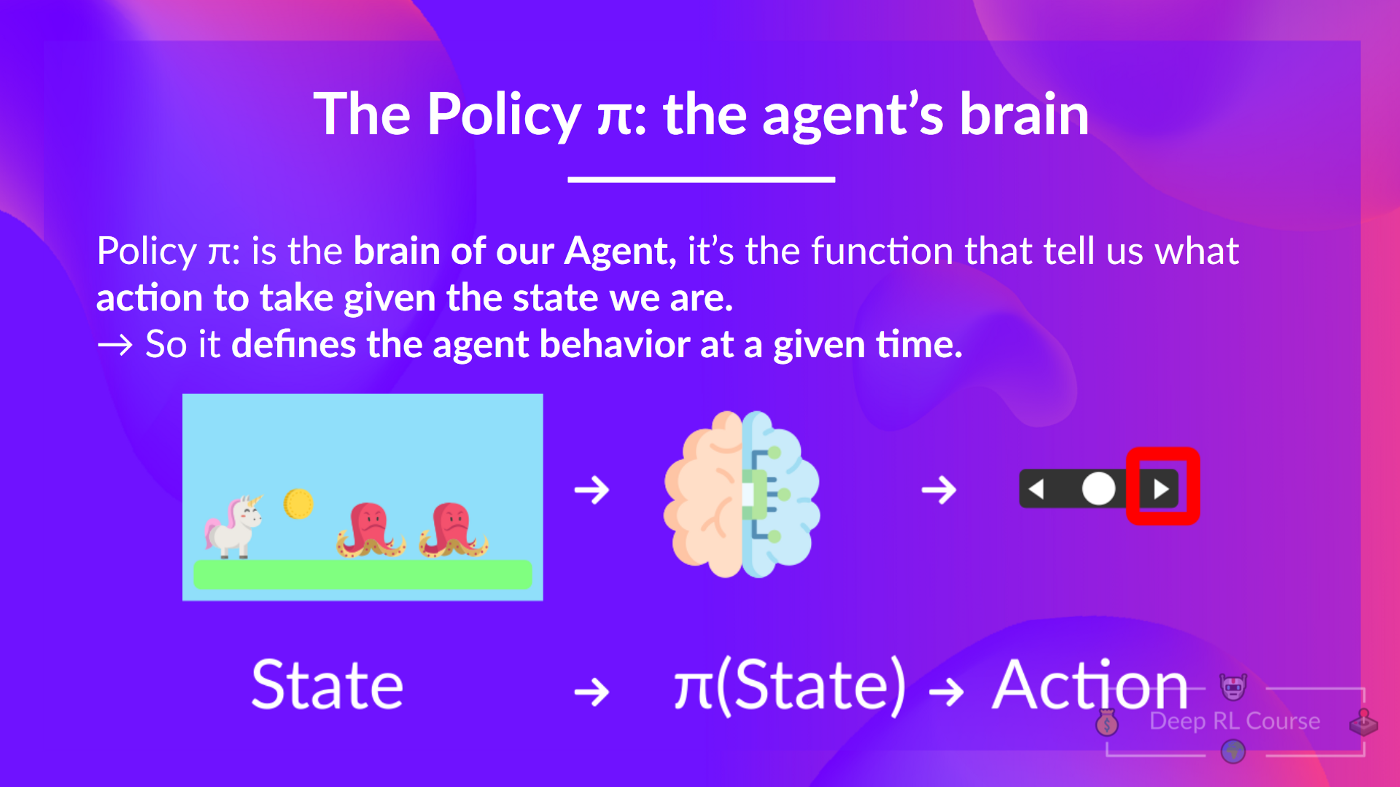 The Policy π: the agent’s brain
Policy π: is the brain of our Agent, it’s the function that tell us what
action to take given the state we are.
→ So it defines the agent behavior at a given time.
State → π(State) → Action
Deep RL Course